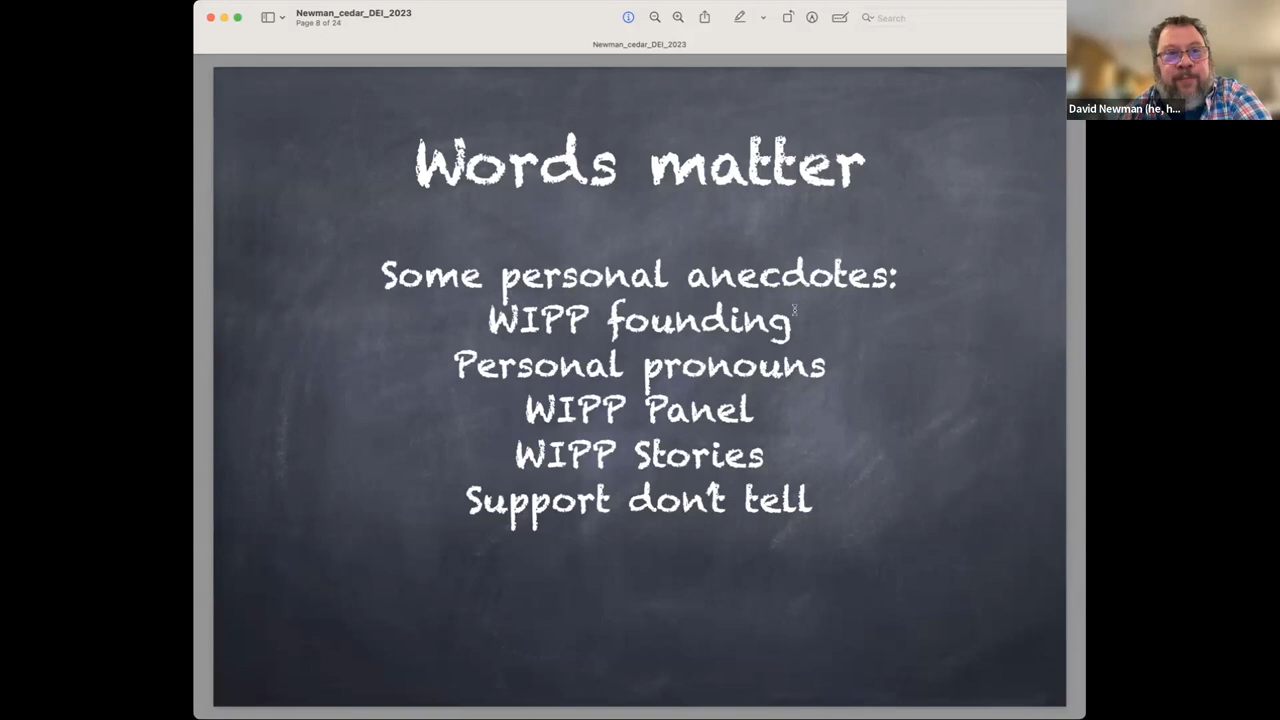 Newman_cedar_DEI_2023
Page 8 of 24
Search
Newman_cedar_DEI_2023
David Newman (he, h...
Words matter
Some personal anecdotes:
WIPP founding
Personal pronouns
WIPP Panel
WIPP Stories
Support don't tell